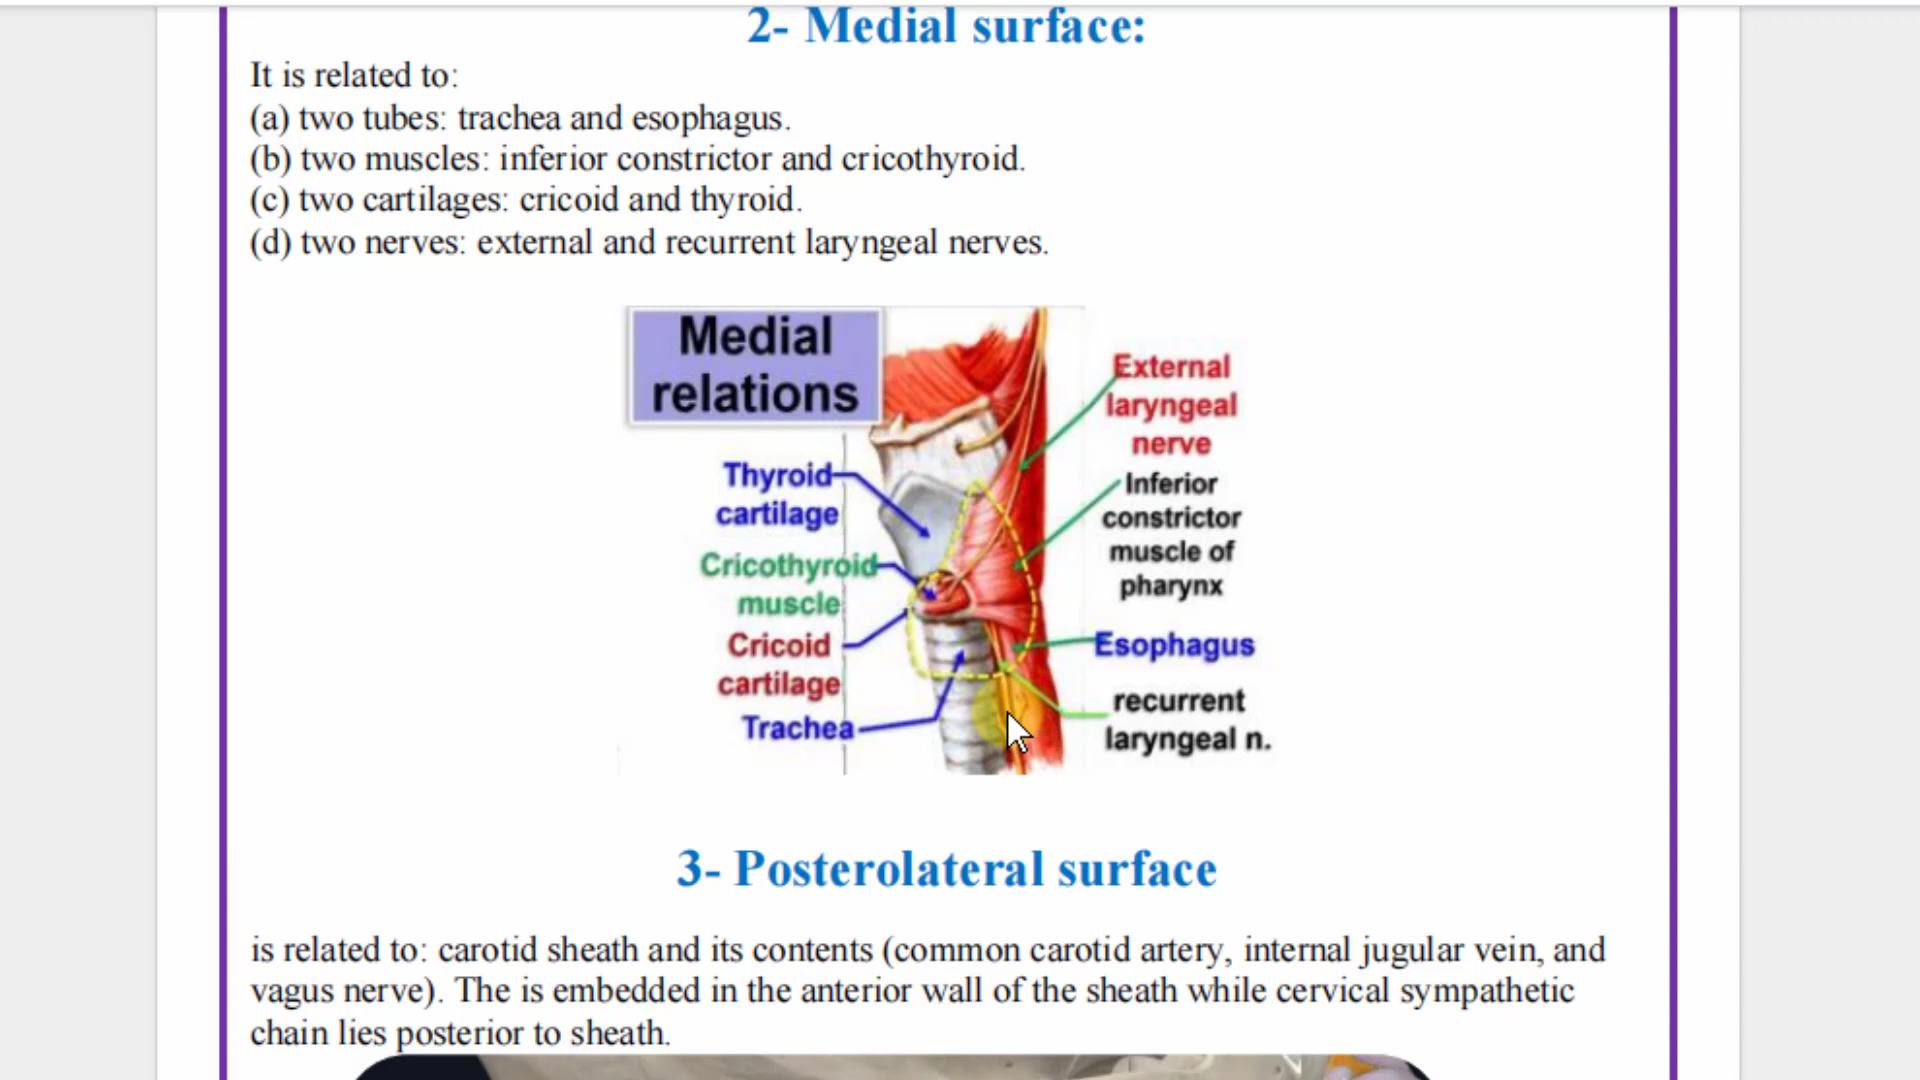 2- Medial surface:
It is related to:
(a) two tubes: trachea and esophagus.
(b) two muscles: inferior constrictor and cricothyroid.
(c) two cartilages: cricoid and thyroid.
(d) two nerves: external and recurrent laryngeal nerves.
Medial
relations
Thyroid
cartilage
Cricothyroid
muscle
Cricoid
cartilage
Trachea
External
laryngeal
nerve
Inferior
constrictor
muscle of
pharynx
Esophagus
recurrent
laryngeal n.
3- Posterolateral surface
is related to: carotid sheath and its contents (common carotid artery, internal jugular vein, and
vagus nerve). The is embedded in the anterior wall of the sheath while cervical sympathetic
chain lies posterior to sheath.